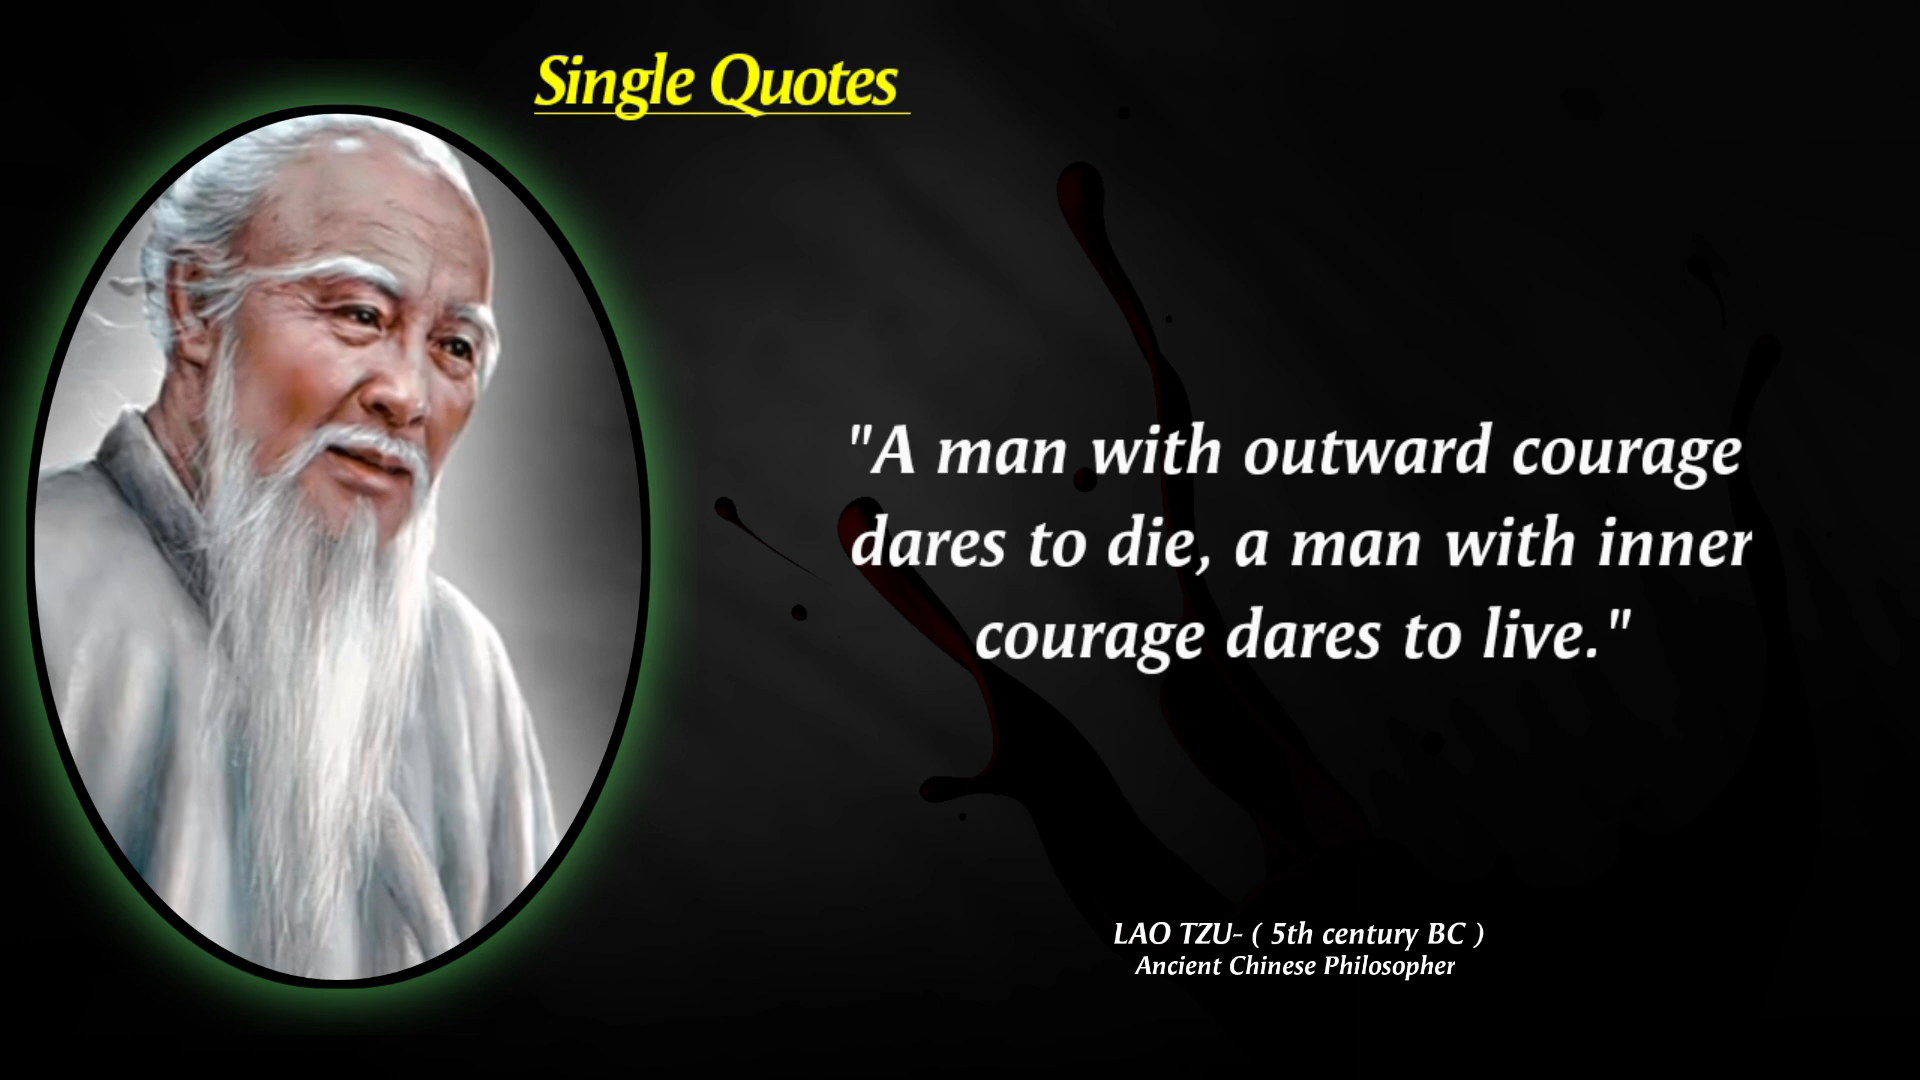 Single Quotes
"A man with outward courage
dares to die, a man with inner
courage dares to live."
LAO TZU- ( 5th century BC )
Ancient Chinese Philosopher